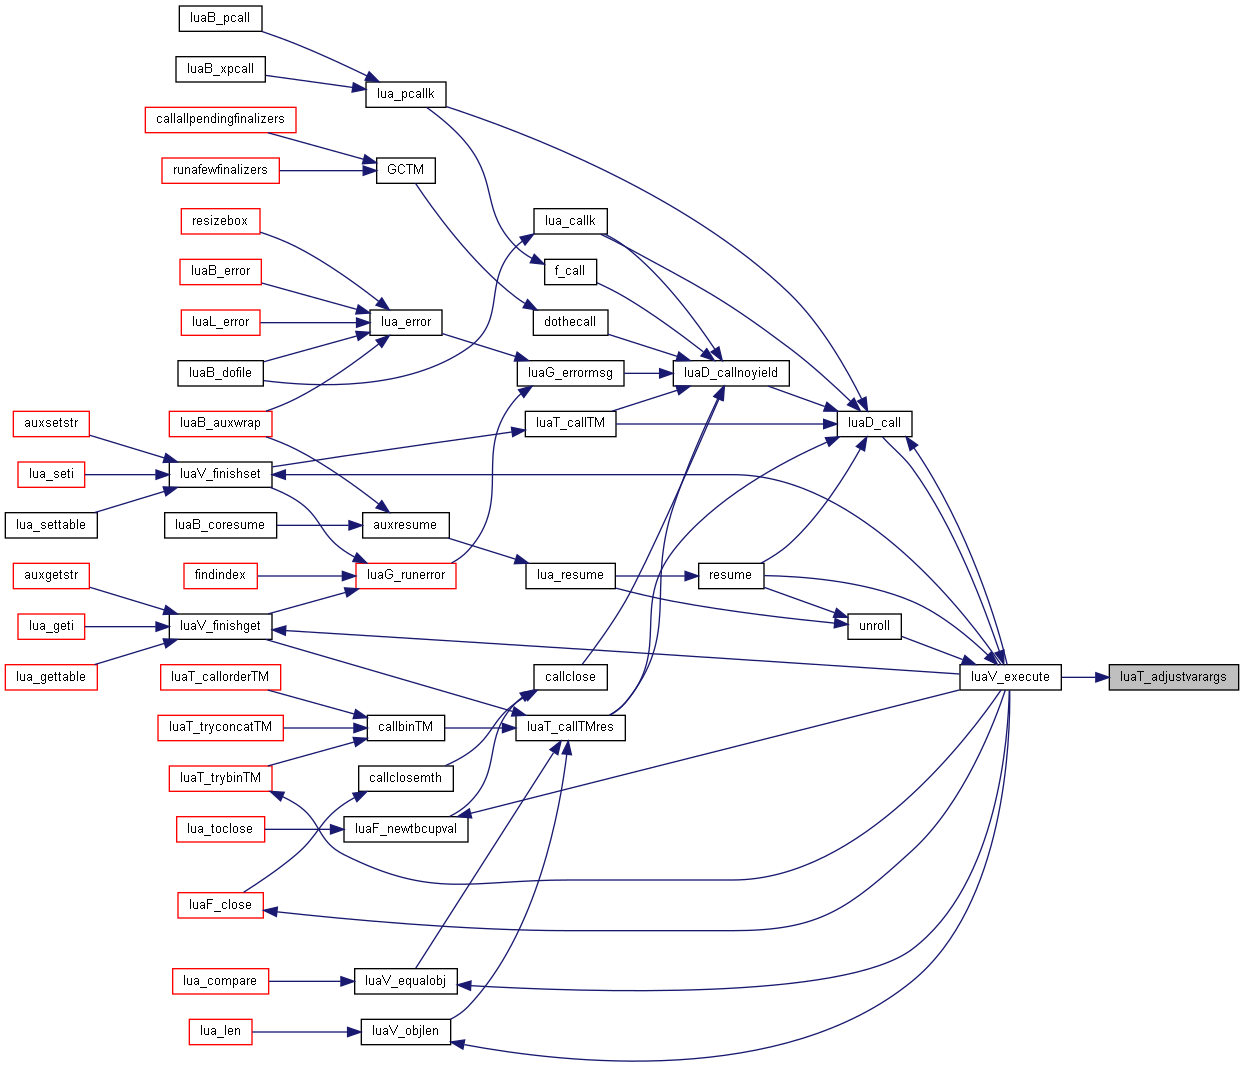 luaB_pcall
luaB_xpcall
lua_pcallk
callallpendingfinalizers
runafewfinalizers
GCTM
resizebox
lua_callk
luaB_error
f_call
luaL_error
lua_error
dothecall
luaB_dofile
luaG_errormsg
luaD_callnoyield
auxsetstr
luaB_auxwrap
luaT_callTM
luaD_call
lua_seti
luaV_finishset
lua_settable
luaB_coresume
auxresume
auxgetstr
findindex
luaG_runerror
lua_resume
resume
lua_geti
luaV_finishget
unroll
lua_gettable
luaT_callorderTM
callclose
luaV_execute
luaT_adjustvarargs
luaT_tryconcatTM
callbinTM
luaT_callTMres
luaT_trybinTM
callclosemth
lua_toclose
luaF_newtbcupval
luaF_close
lua_compare
luaV_equalobj
lua_len
luaV_objlen